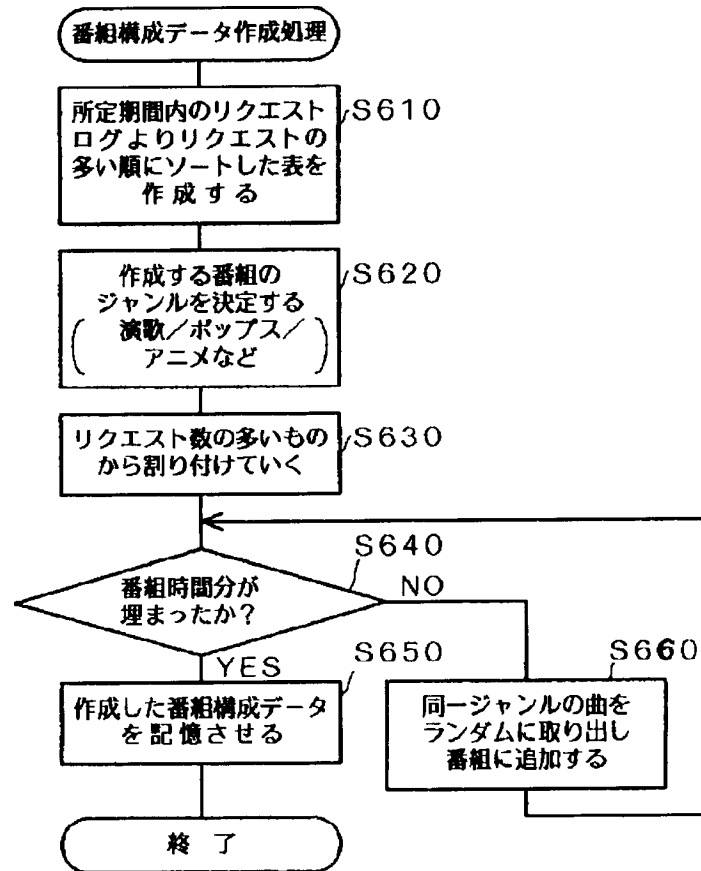 番組構成データ作成処理
所定期間内のリクエスト
ログよりリクエストの
多い順にソートした表を
作成する
S610
作成する番組の
ジャンルを決定する
(演歌／ポップス／
アニメなど)
S620
リクエスト数の多いもの
から割り付けていく
S630
番組時間分が
埋まったか？
S640
NO
YES
作成した番組構成データ
を記憶させる
S650
同一ジャンルの曲を
ランダムに取り出し
番組に追加する
S660
終了